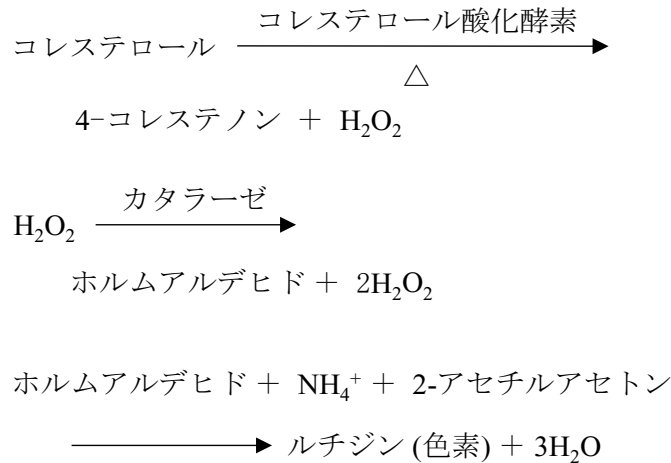 コレステロール酸化酵素
コレステロール
△
4-コレステノン + H₂O₂
カタラーゼ
H₂O₂
ホルムアルデヒド + 2H₂O₂
ホルムアルデヒド + NH₄⁺ + 2-アセチルアセトン
ルチジン (色素) + 3H₂O